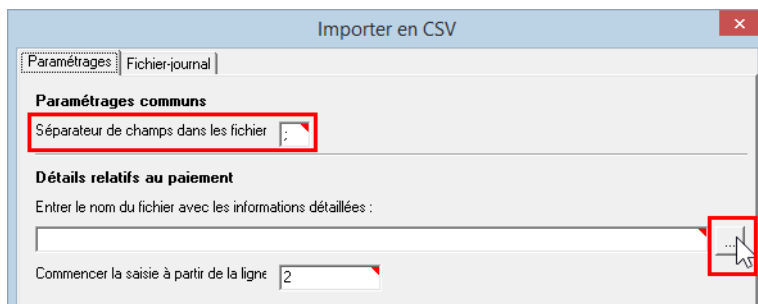 Importer en CSV
Paramétrages Fichier-journal
Paramétrages communs
Séparateur de champs dans les fichier ;
Détails relatifs au paiement
Entrer le nom du fichier avec les informations détaillées :
...
Commencer la saisie à partir de la ligne 2